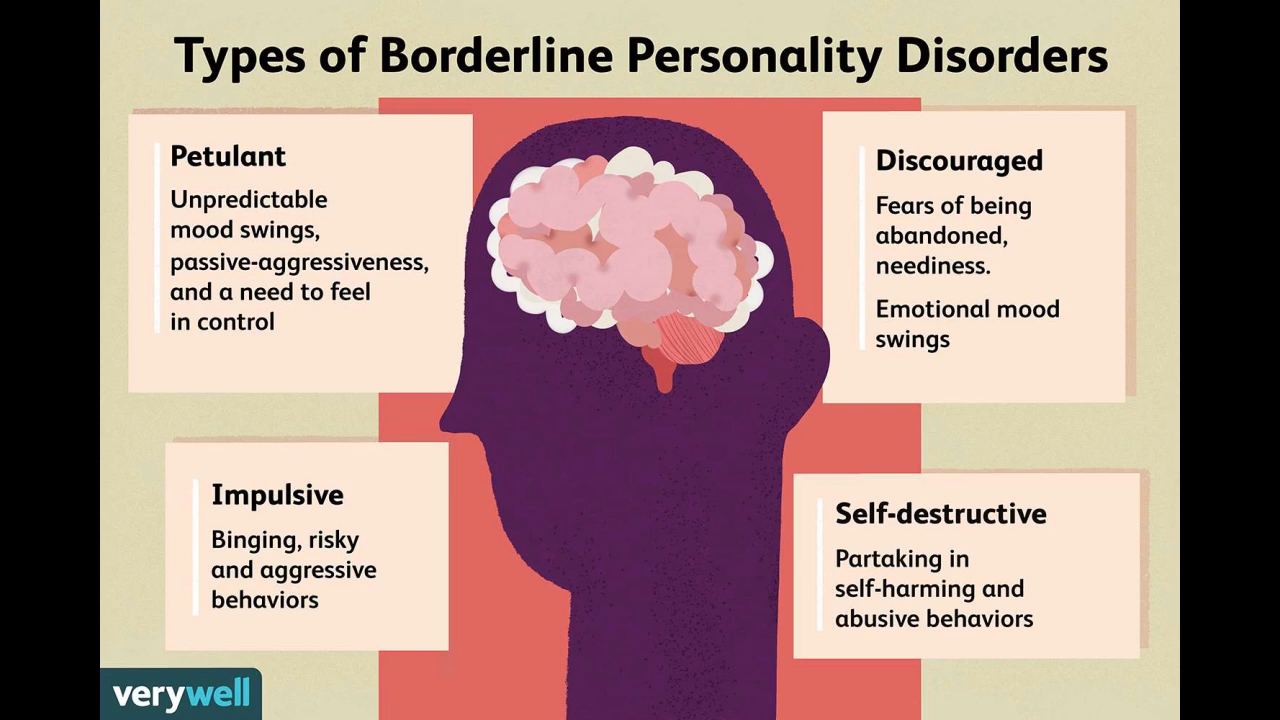 Types of Borderline Personality Disorders
Petulant
Unpredictable
mood swings,
passive-aggressiveness,
and a need to feel
in control
Discouraged
Fears of being
abandoned,
neediness.
Emotional mood
swings
Impulsive
Binging, risky
and aggressive
behaviors
Self-destructive
Partaking in
self-harming and
abusive behaviors
verywell